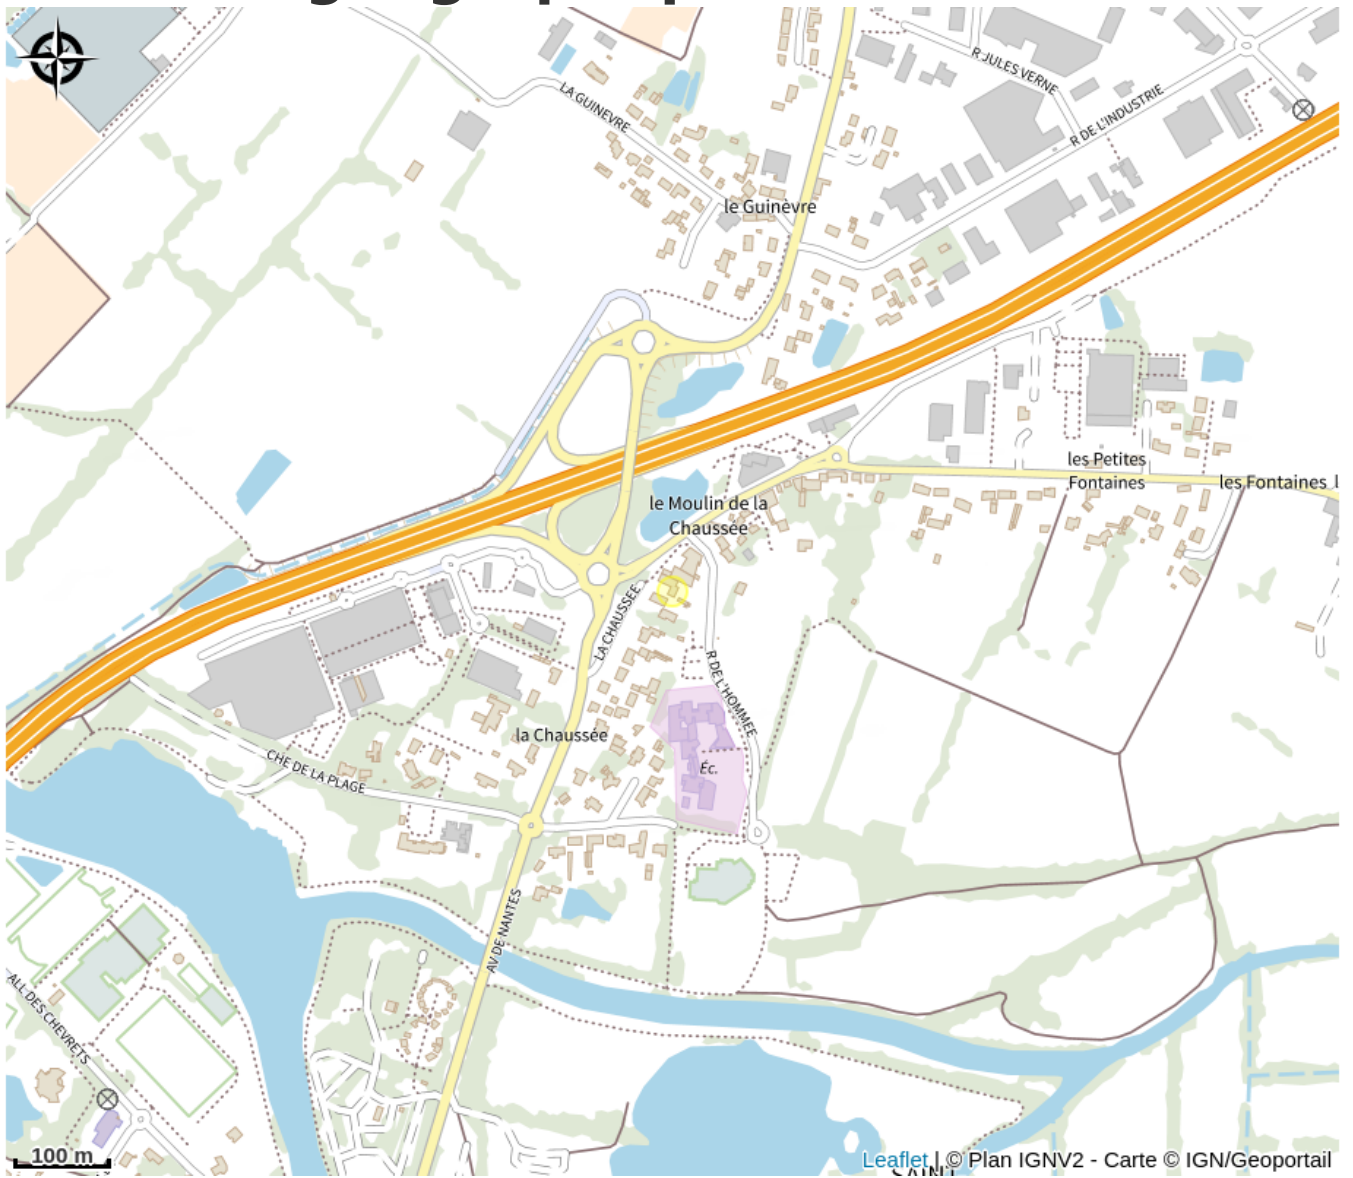 R JULES VERNE
LA GUINEVRE
R DE L'INDUSTRIE
le Guinèvre
les Petites
Fontaines
les Fontaines
le Moulin de la
Chaussée
LA CHAUSSEE
R DE L'HOMMEE
la Chaussée
Éc.
CHE DE LA PLAGE
AV DE NANTES
ALL DES CHEVRETS
100 m
Leaflet | © Plan IGNV2 - Carte © IGN/Geoportail